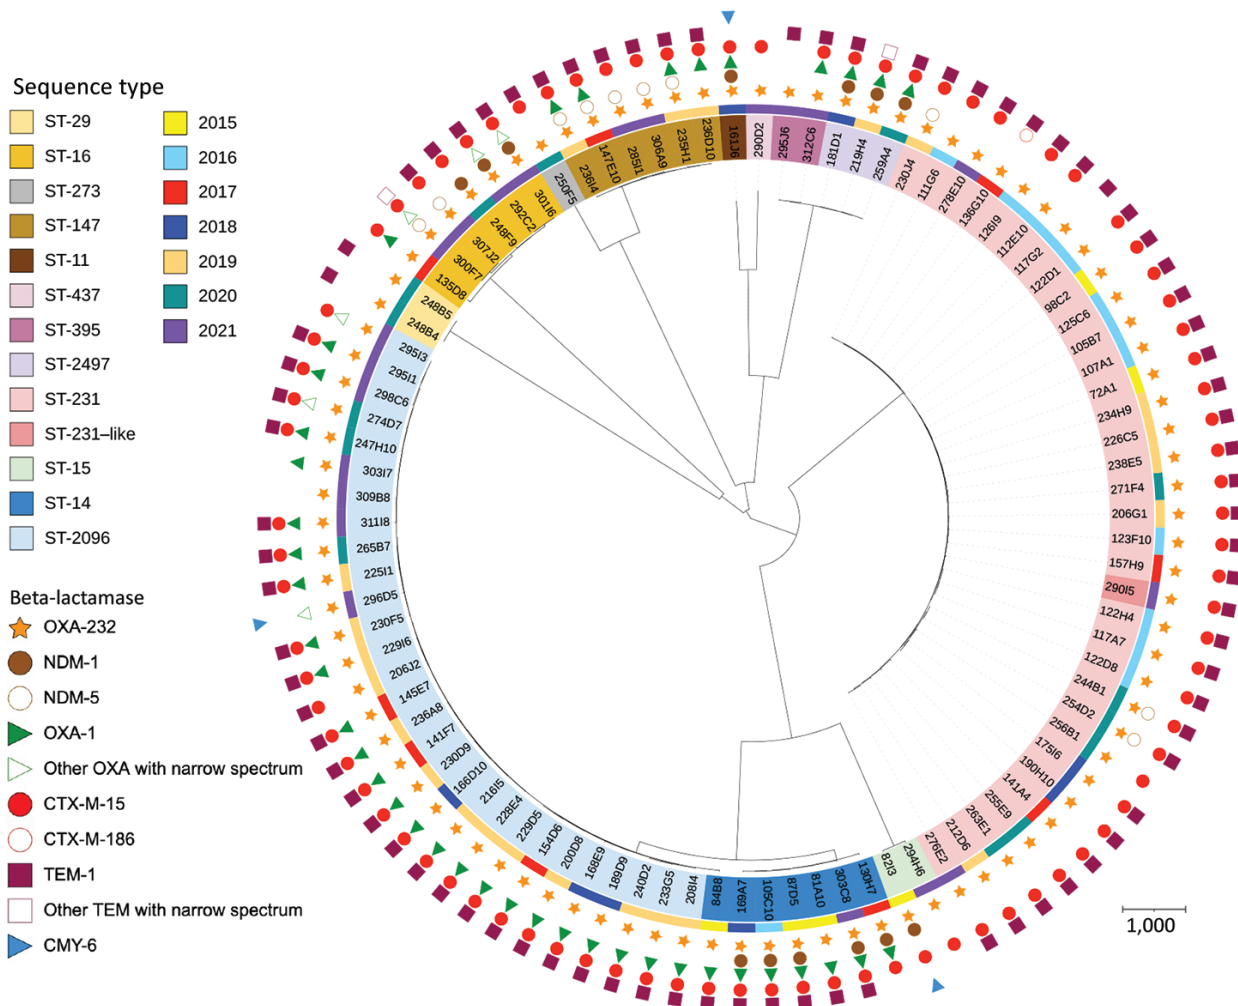 Sequence type
ST-29
ST-16
ST-273
ST-147
ST-11
ST-437
ST-395
ST-2497
ST-231
ST-231–like
ST-15
ST-14
ST-2096
2015
2016
2017
2018
2019
2020
2021
Beta-lactamase
OXA-232
NDM-1
NDM-5
OXA-1
Other OXA with narrow spectrum
CTX-M-15
CTX-M-186
TEM-1
Other TEM with narrow spectrum
CMY-6
161J6
290D2
295J6
312C6
181D1
219H4
259A4
230J4
111G6
278E10
136G10
126I9
112E10
117G2
122D1
98C2
125C6
105B7
107A1
72A1
234H9
226C5
238E5
271F4
206G1
123F10
157H9
290I5
122H4
117A7
122D8
244B1
254D2
256B1
175I6
190H10
141A4
255E9
263E1
212D6
276E2
294H6
82I3
130H7
303C8
81A10
87D5
105C10
169A7
84B8
208I4
233G5
240D2
189D9
168E9
200D8
154D6
229D5
228E4
216I5
166D10
230D9
141F7
236A8
145E7
206J2
229I6
230F5
296D5
225I1
265B7
311I8
309B8
303I7
247H10
274D7
298C6
295I1
295I3
248B4
248B5
135D8
300F7
307J2
248F9
292C2
301I6
250F5
236I4
147E10
285I1
306A9
235H1
236D10
1,000